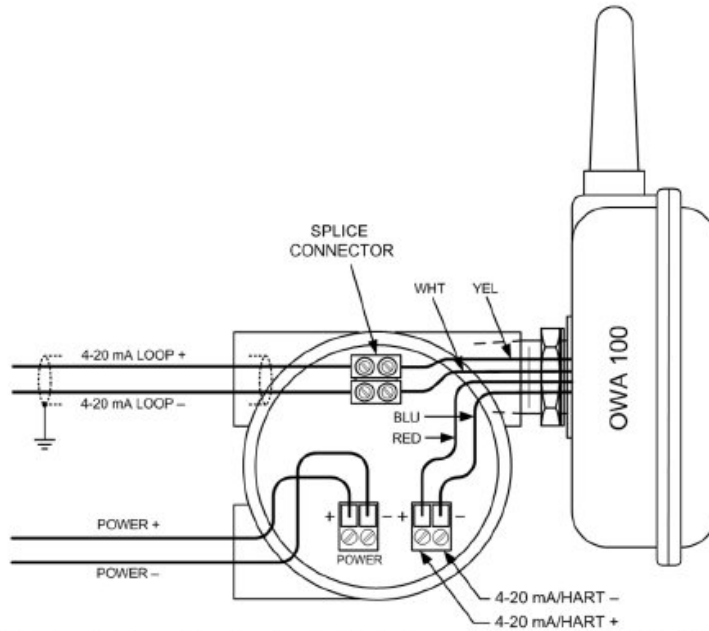 SPLICE
CONNECTOR
WHT
YEL
4-20 mA LOOP +
4-20 mA LOOP –
OWA 100
BLU
RED
POWER +
POWER –
+
–
POWER
+
–
4-20 mA/HART –
4-20 mA/HART +